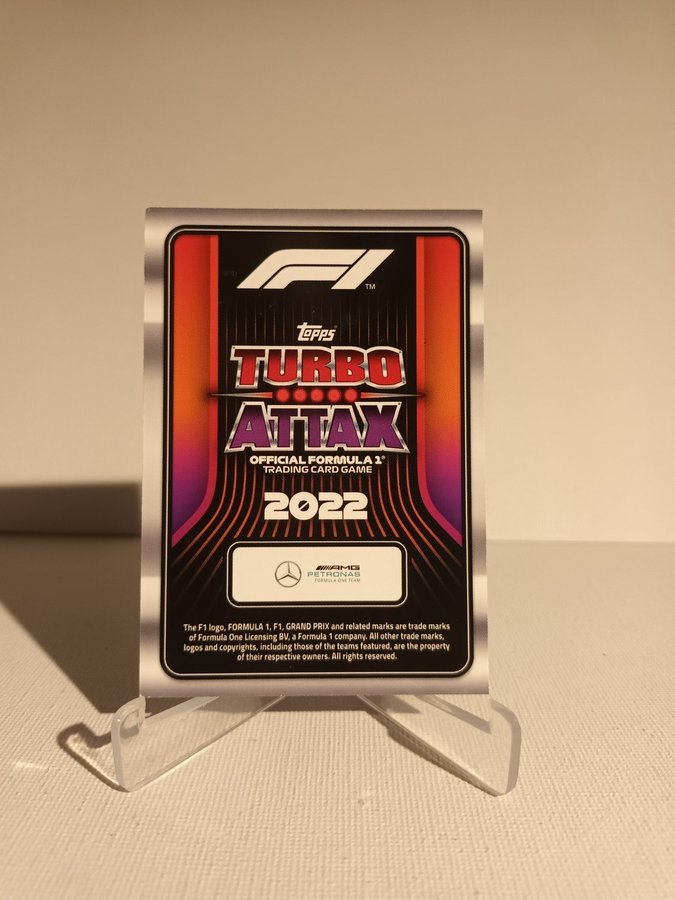 F1 TM
Topps
TURBO
ATTAX
OFFICIAL FORMULA 1®
TRADING CARD GAME
2022
AMG
PETRONAS
FORMULA ONE TEAM
The F1 logo, FORMULA 1, F1, GRAND PRIX and related marks are trade marks
of Formula One Licensing BV, a Formula 1 company. All other trade marks,
logos and copyrights, including those of the teams featured, are the property
of their respective owners. All rights reserved.